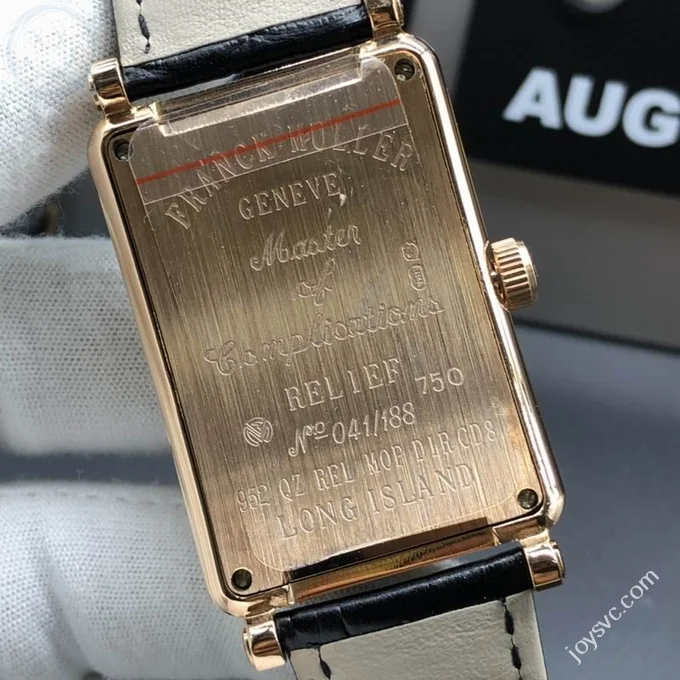 AUG
FRANCK MULLER
GENEVE
Master
of
Complications
RELIEF 750
Nº 041/188
952 QZ REL MOP D1R CD8
LONG ISLAND
joysvc.com